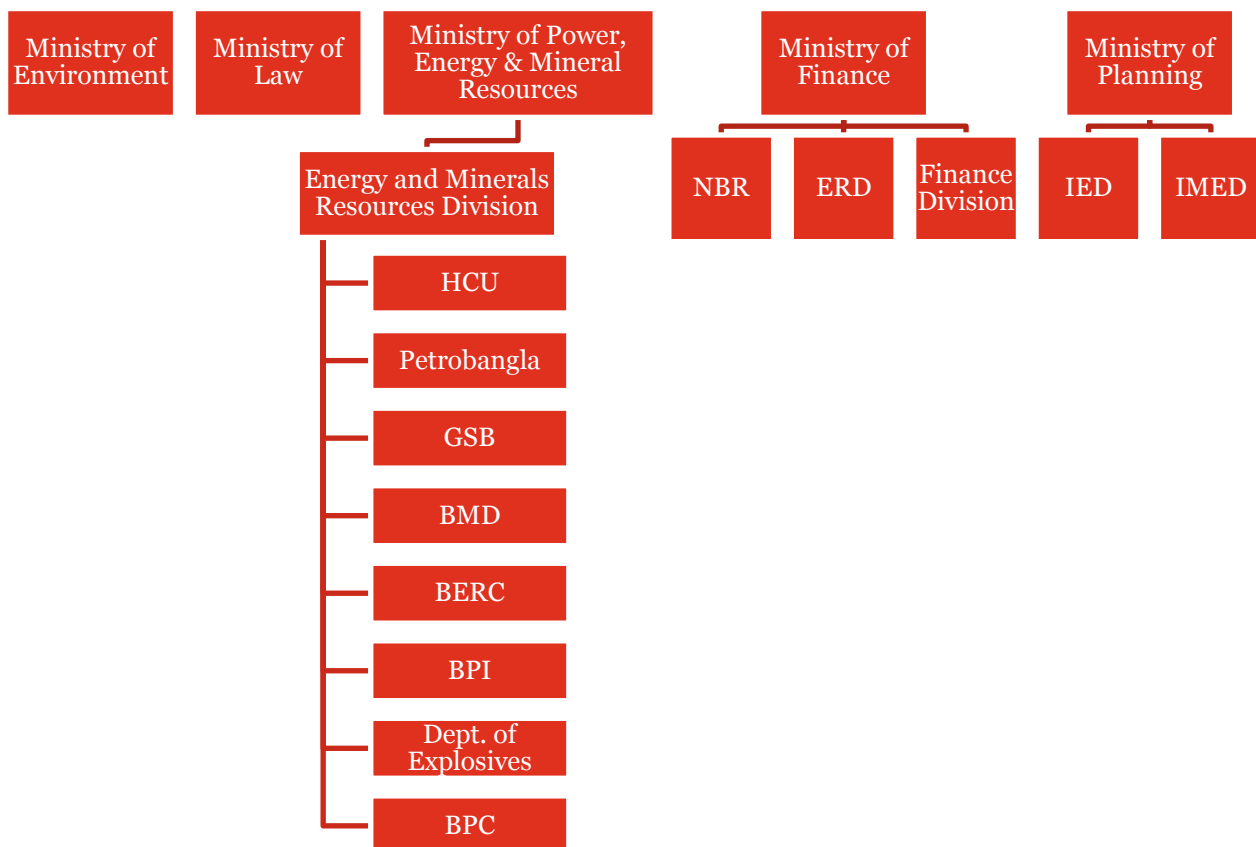 Ministry of
Environment
Ministry of
Law
Ministry of Power,
Energy & Mineral
Resources
Ministry of
Finance
Ministry of
Planning
Energy and Minerals
Resources Division
NBR
ERD
Finance
Division
IED
IMED
HCU
Petrobangla
GSB
BMD
BERC
BPI
Dept. of
Explosives
BPC